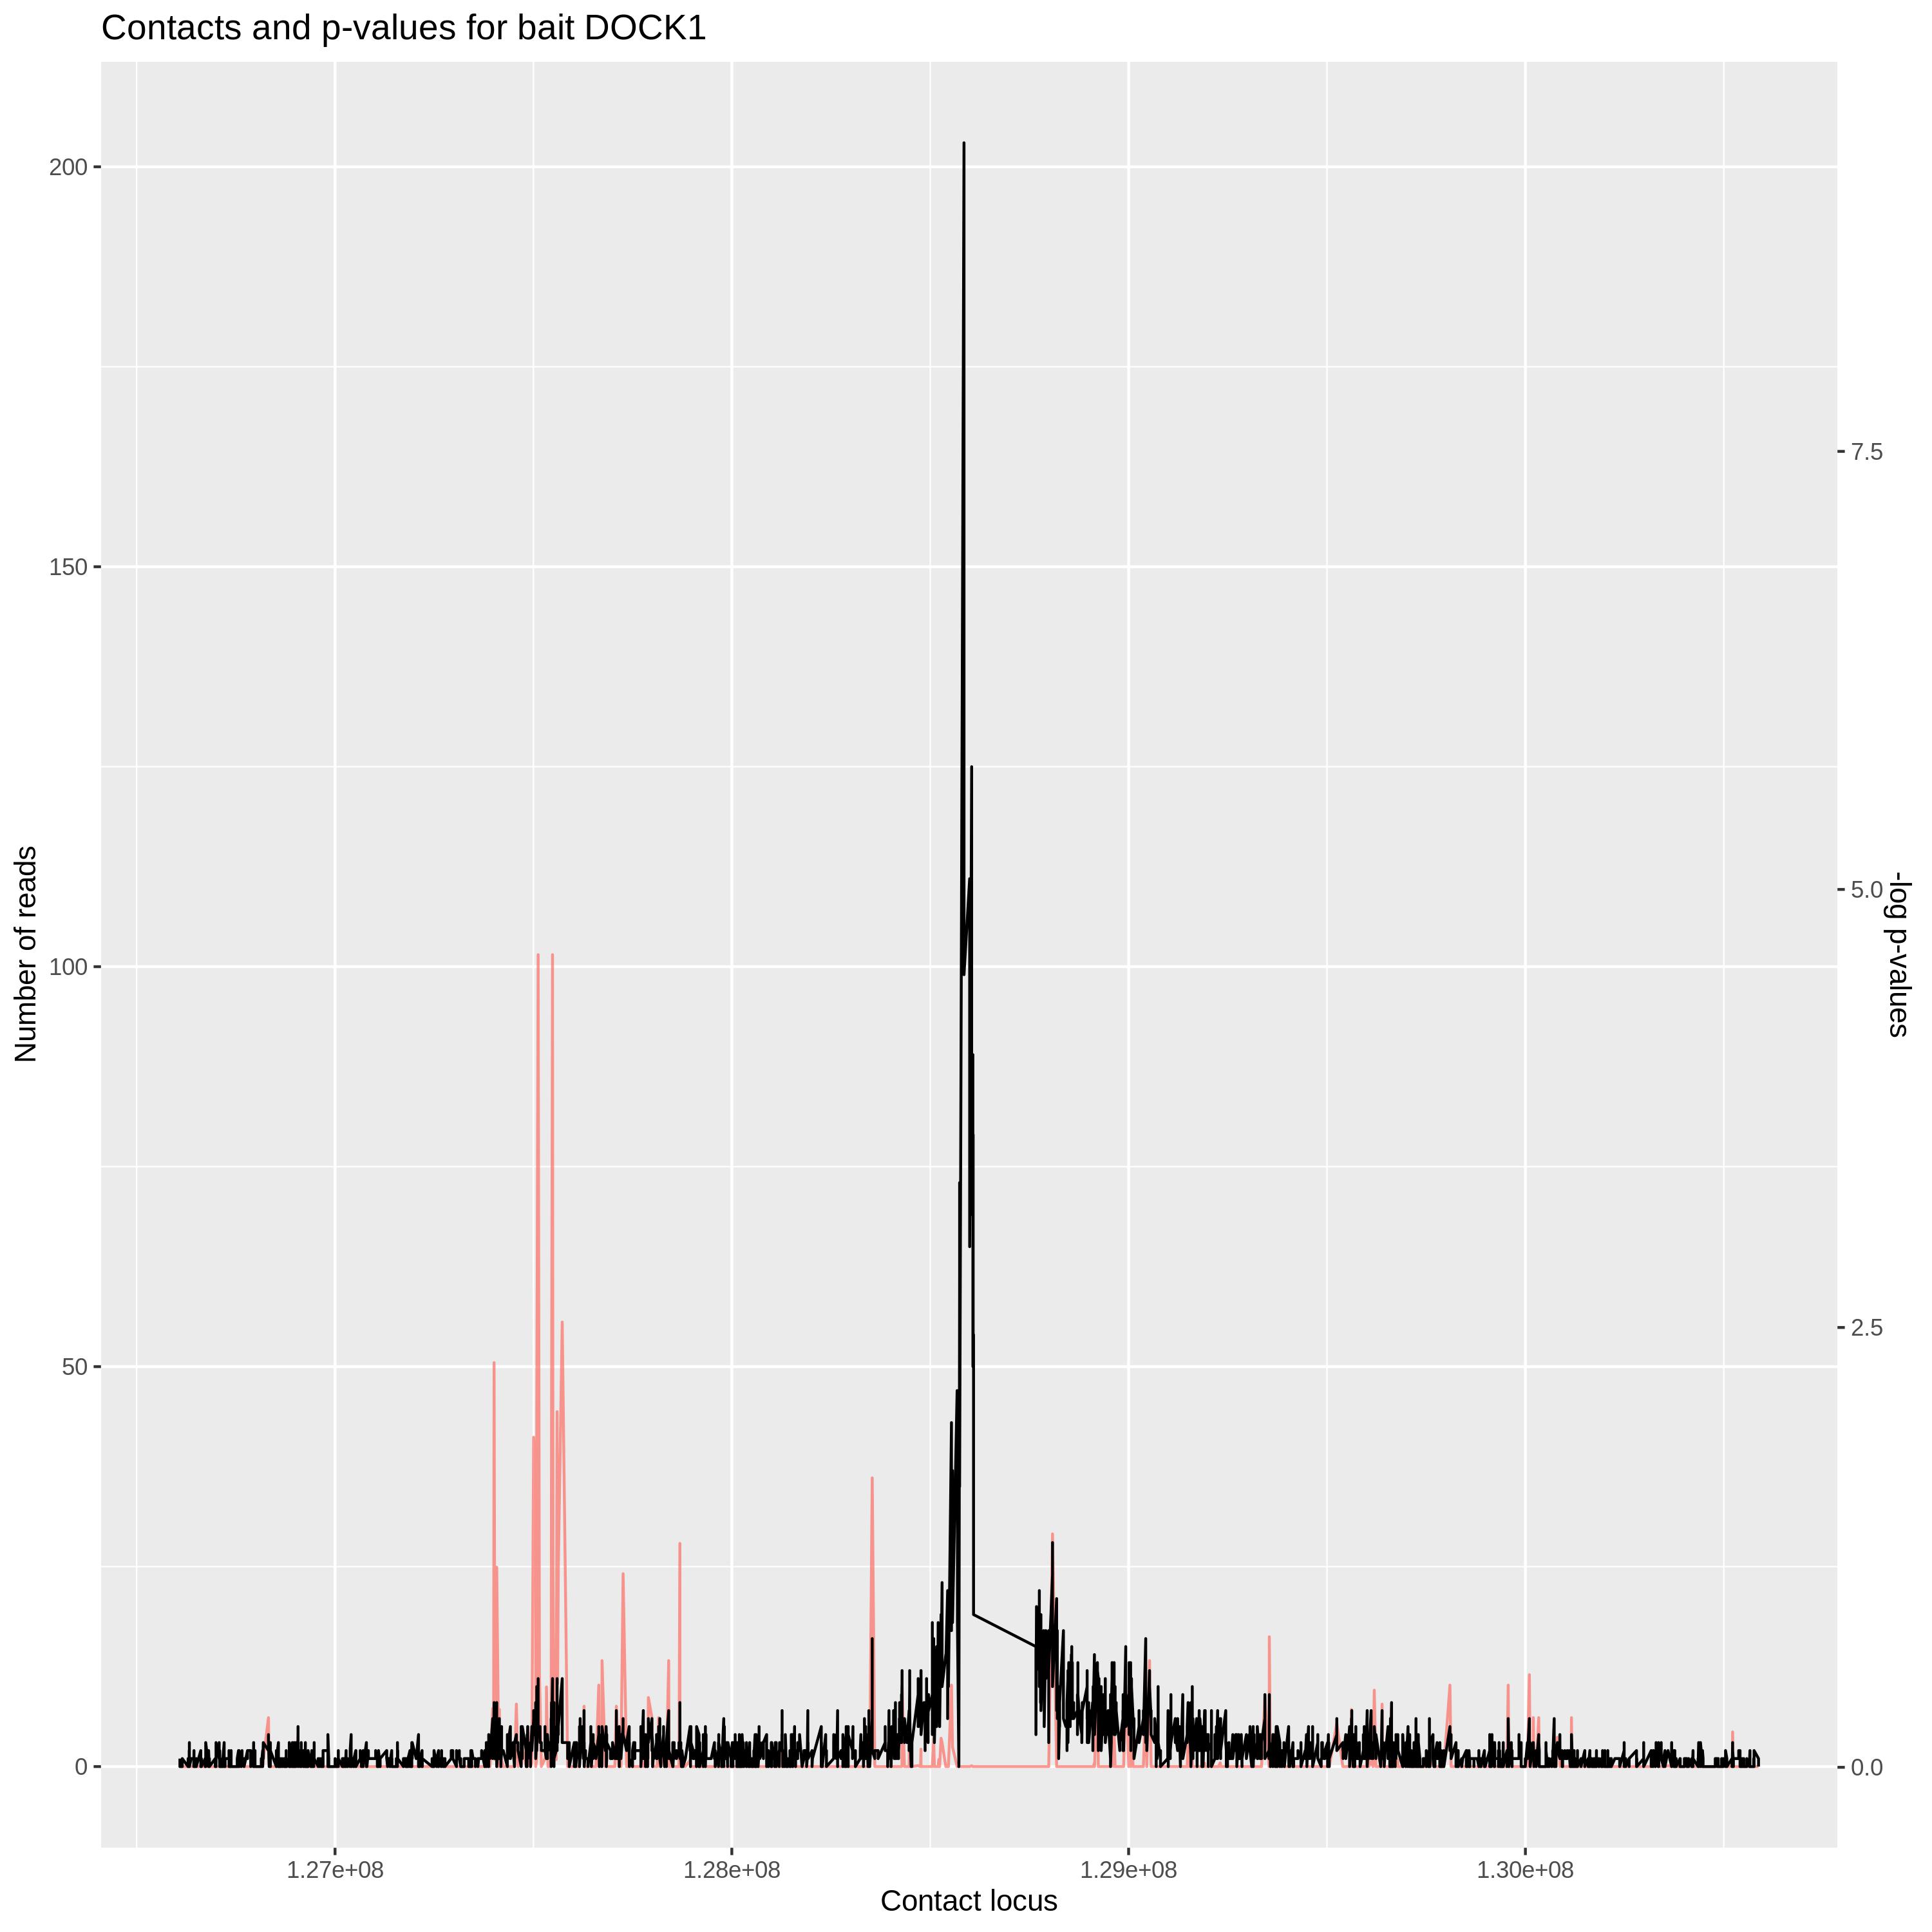 Contacts and p-values for bait DOCK1
200
150
100
50
0
Number of reads
7.5
5.0
2.5
0.0
-log p-values
1.27e+08 1.28e+08 1.29e+08 1.30e+08
Contact locus